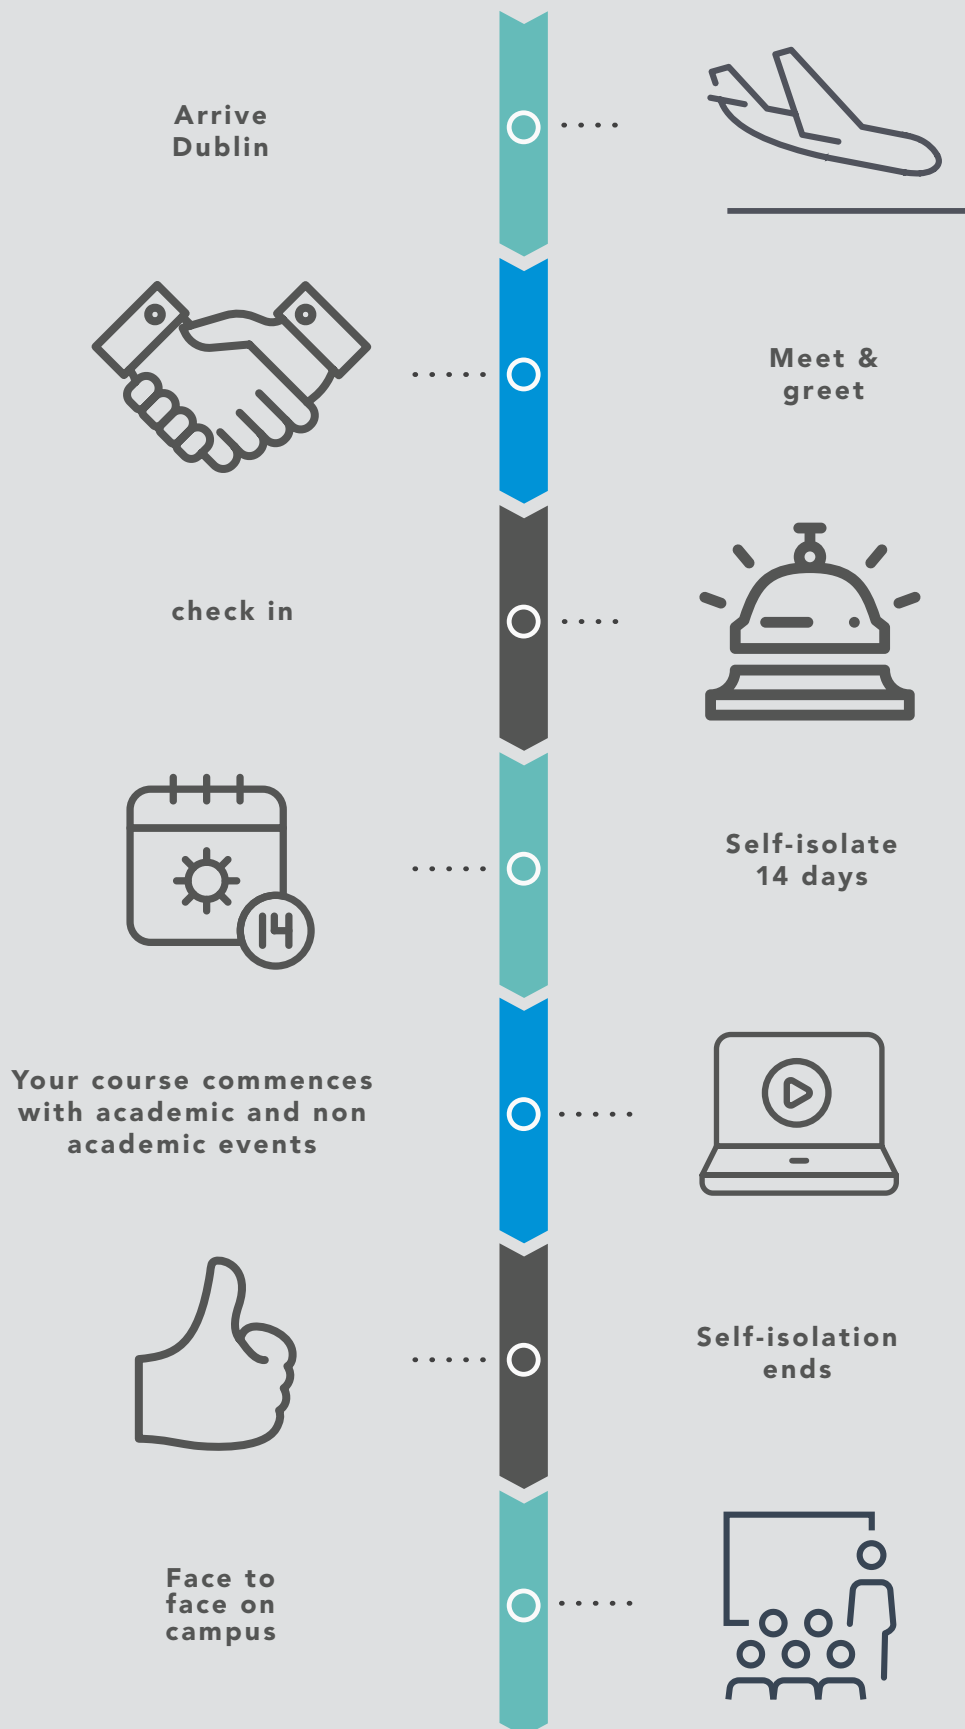 Arrive
Dublin
Meet &
greet
check in
Self-isolate
14 days
14
Your course commences
with academic and non
academic events
Self-isolation
ends
Face to
face on
campus